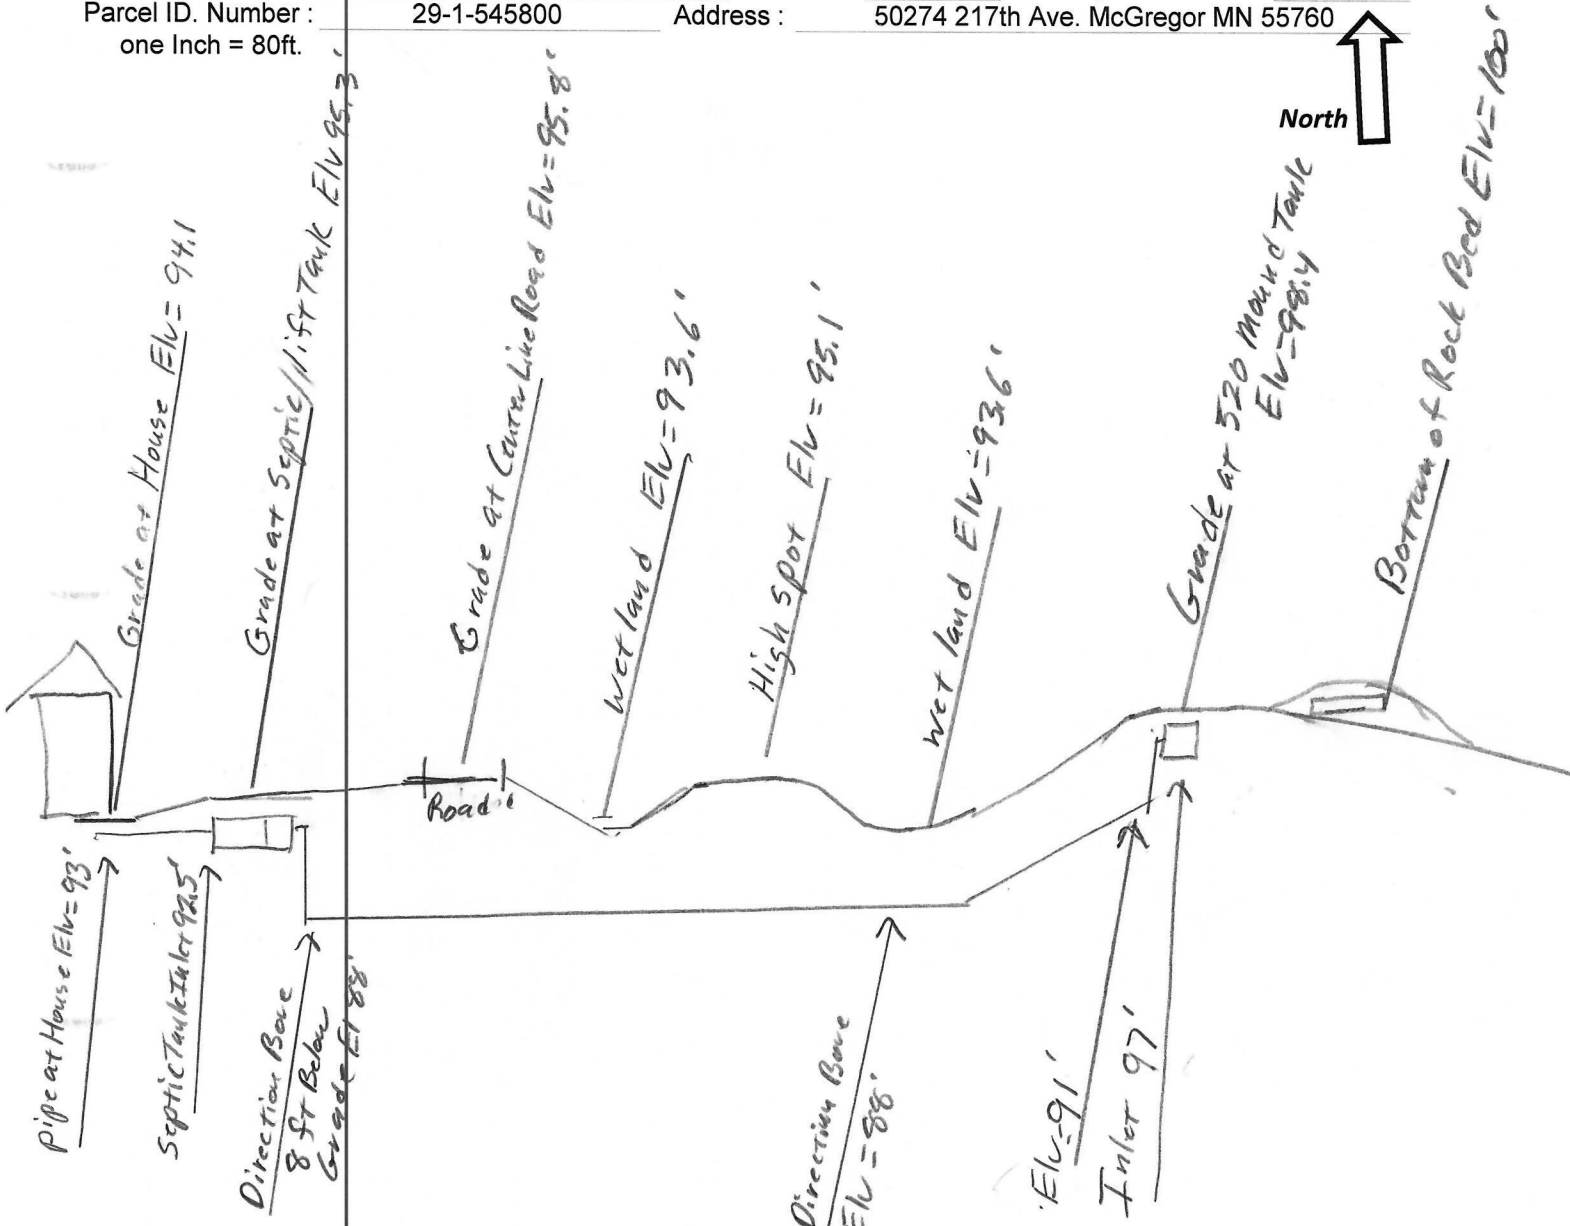 Parcel ID. Number : 29-1-545800 Address : 50274 217th Ave. McGregor MN 55760
one Inch = 80ft.
North
Grade at House Elv = 94.1
Grade at Septic/lift Tank Elv 95.3'
Grade at CenterLine Road Elv = 95.8'
wet land Elv = 93.6'
High spot Elv = 95.1'
wet land Elv = 93.6'
Grade at 520 mound Tank
Elv = 98.4
Bottom of Rock Bed Elv = 100'
Road
Pipe at House Elv = 93'
Septic Tank Inlet 92.5'
Direction Bore
8 ft Below
Grade El 88'
Direction Bore
Elv = 88'
Elv = 91'
Inlet 97'